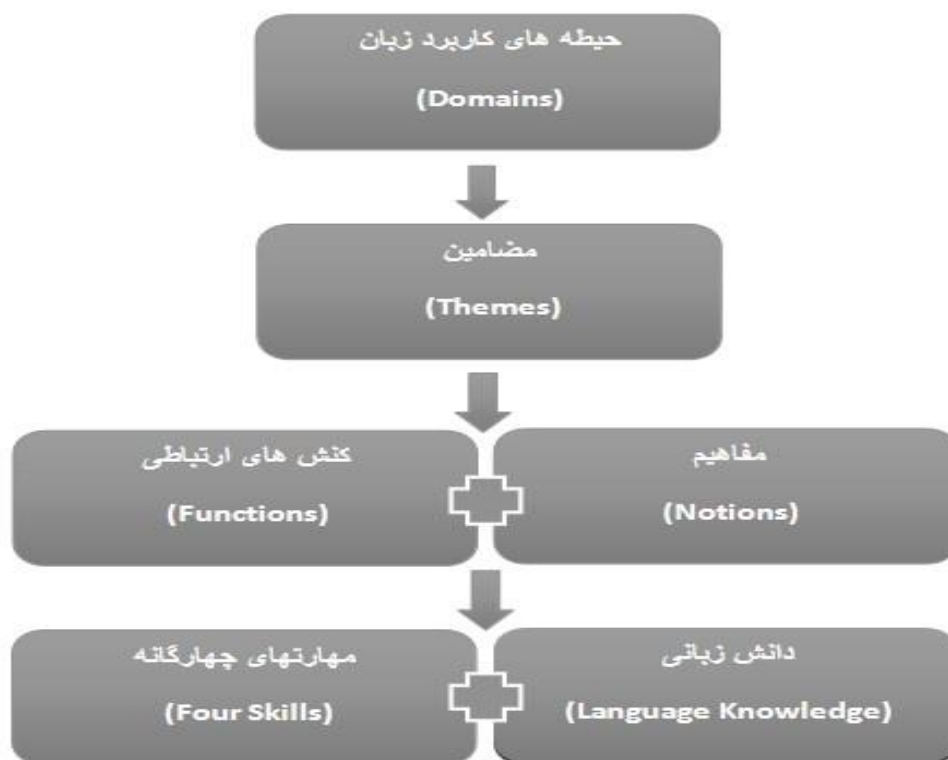 حیطه های کاربرد زبان
(Domains)
مضامین
(Themes)
مفاهیم
(Notions)
کنش های ارتباطی
(Functions)
دانش زبانی
(Language Knowledge)
مهارتهای چهارگانه
(Four Skills)